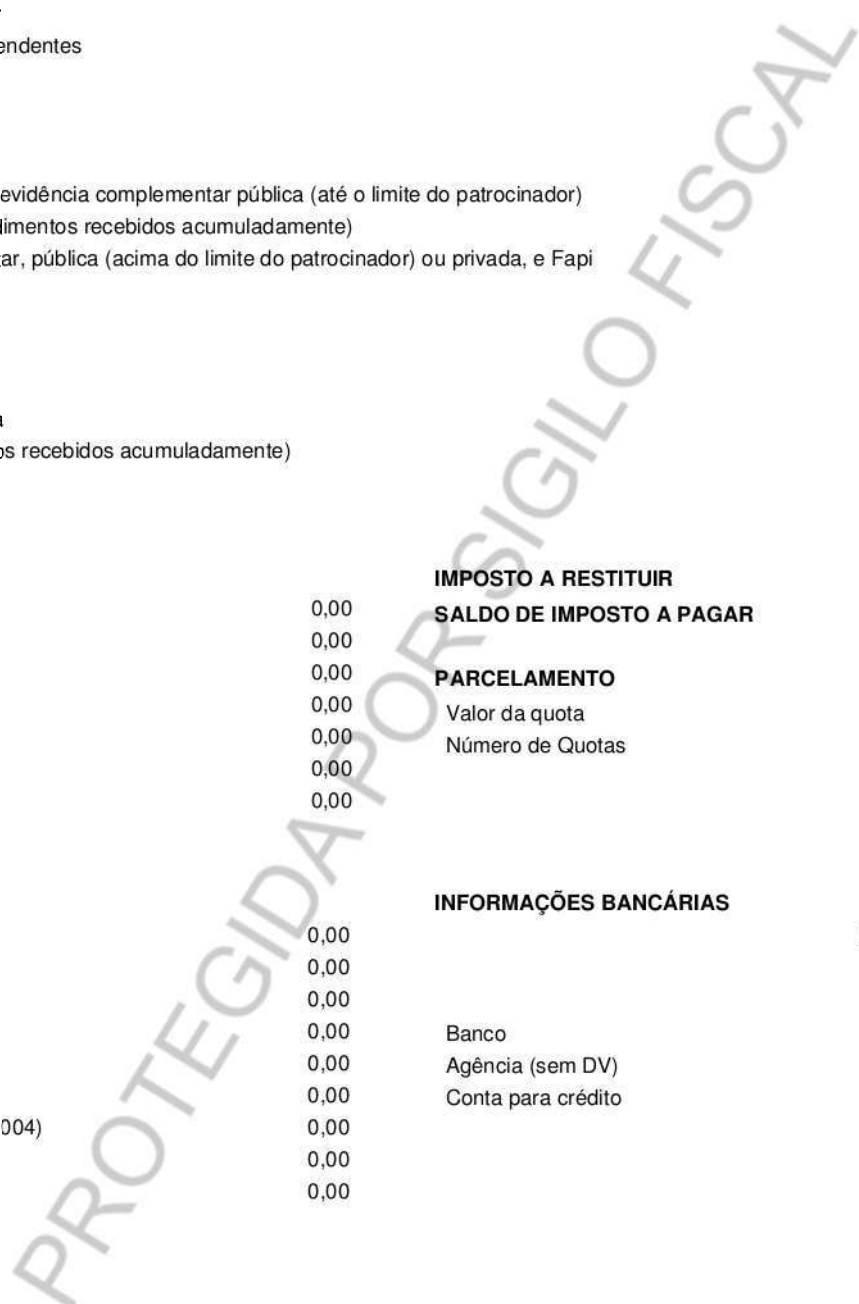 endentes
evidência complementar pública (até o limite do patrocinador)
dimentos recebidos acumuladamente)
tar, pública (acima do limite do patrocinador) ou privada, e Fapi
a
os recebidos acumuladamente)
IMPOSTO A RESTITUIR
0,00 SALDO DE IMPOSTO A PAGAR
0,00
0,00 PARCELAMENTO
0,00 Valor da quota
0,00 Número de Quotas
0,00
0,00
INFORMAÇÕES BANCÁRIAS
0,00
0,00
0,00
0,00 Banco
0,00 Agência (sem DV)
0,00 Conta para crédito
004) 0,00
0,00
0,00
PROTEGIDA POR SIGILO FISCAL